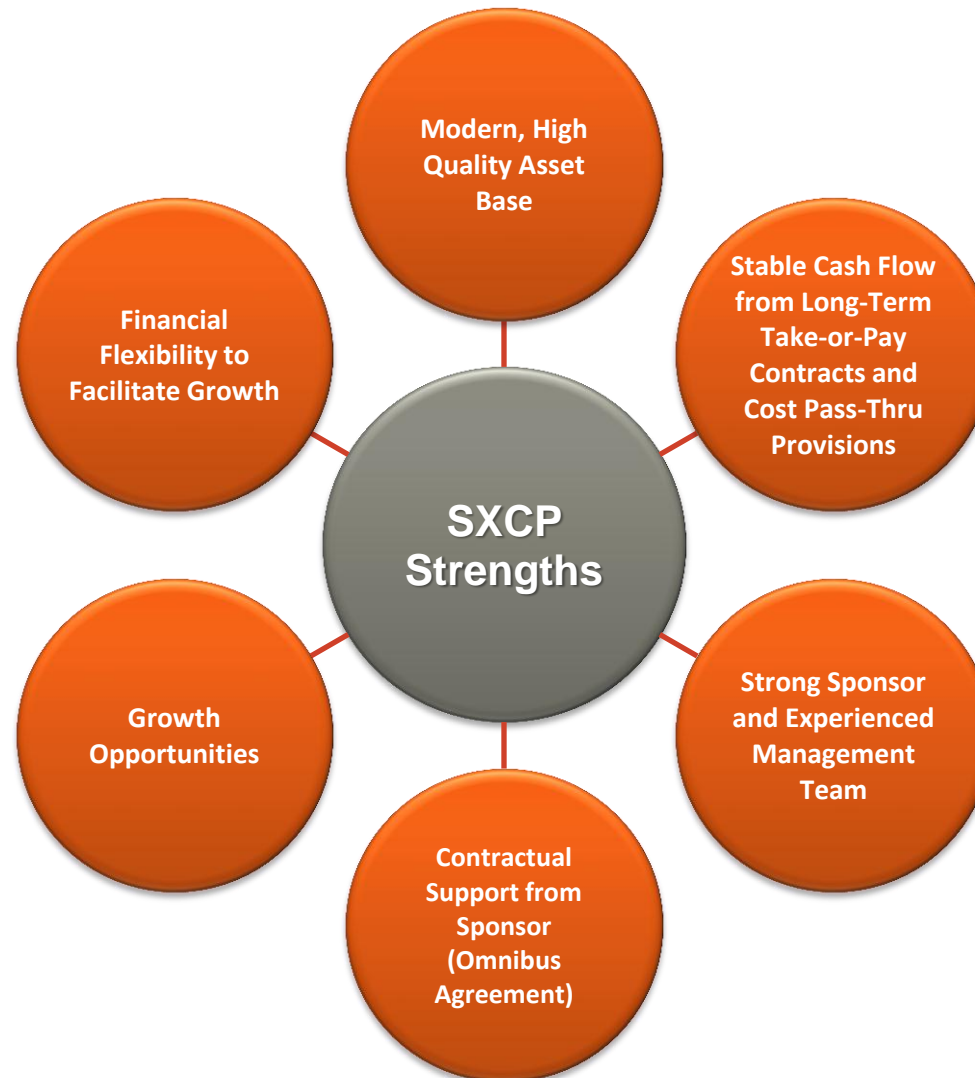 Modern, High
Quality Asset
Base
Stable Cash Flow
from Long-Term
Take-or-Pay
Contracts and
Cost Pass-Thru
Provisions
Financial
Flexibility to
Facilitate Growth
SXCP
Strengths
Strong Sponsor
and Experienced
Management
Team
Growth
Opportunities
Contractual
Support from
Sponsor
(Omnibus
Agreement)